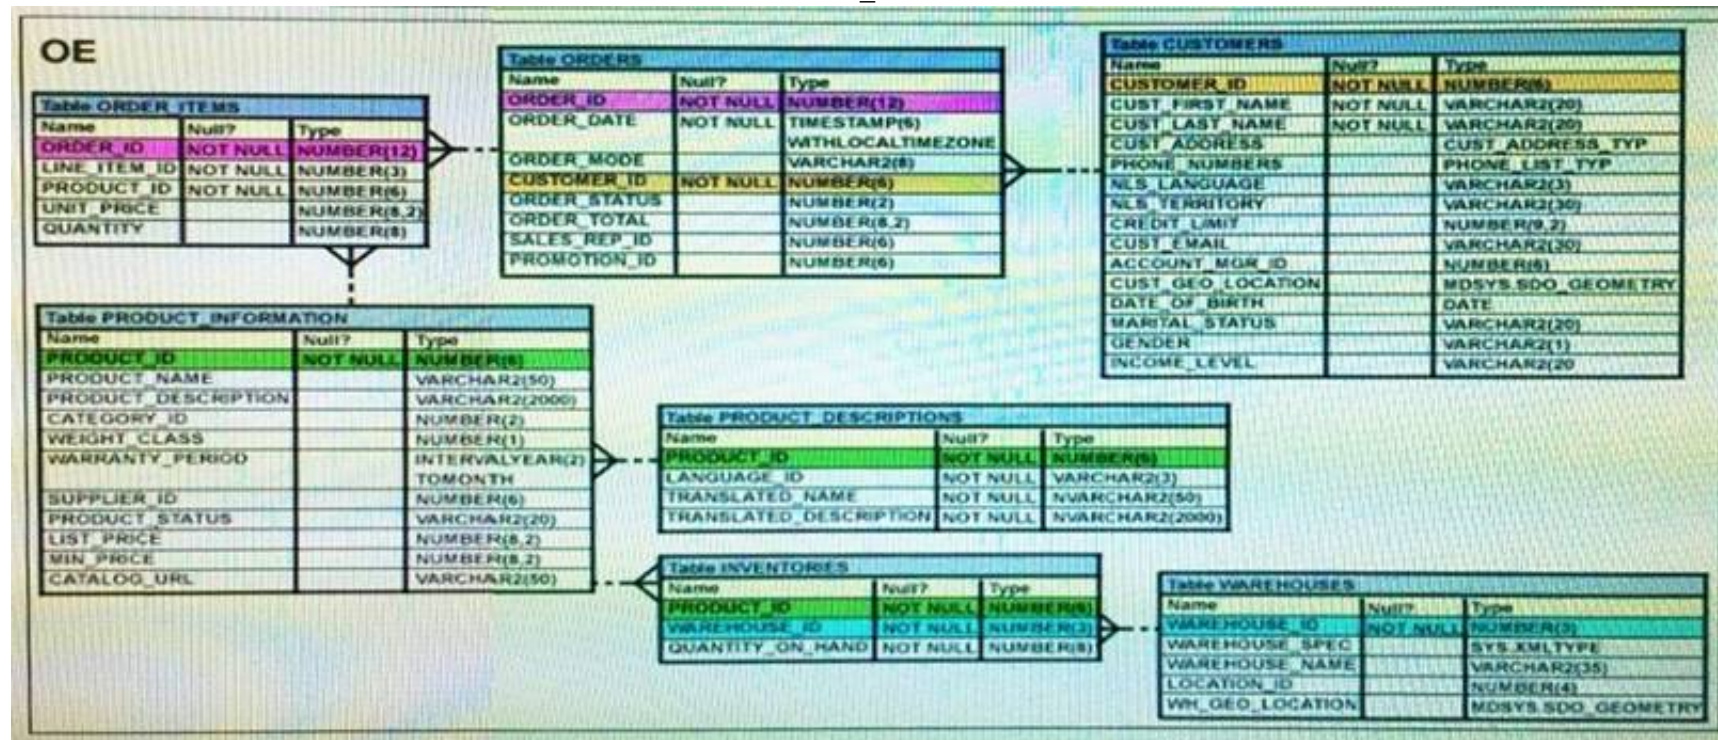 OE
Table ORDER_ITEMS
Name Null? Type
ORDER_ID NOT NULL NUMBER(12)
LINE_ITEM_ID NOT NULL NUMBER(3)
PRODUCT_ID NOT NULL NUMBER(6)
UNIT_PRICE NUMBER(8,2)
QUANTITY NUMBER(8)
Table ORDERS
Name Null? Type
ORDER_ID NOT NULL NUMBER(12)
ORDER_DATE NOT NULL TIMESTAMP(6)
WITHLOCALTIMEZONE
ORDER_MODE VARCHAR2(8)
CUSTOMER_ID NOT NULL NUMBER(6)
ORDER_STATUS NUMBER(2)
ORDER_TOTAL NUMBER(8,2)
SALES_REP_ID NUMBER(6)
PROMOTION_ID NUMBER(6)
Table CUSTOMERS
Name Null? Type
CUSTOMER_ID NOT NULL NUMBER(6)
CUST_FIRST_NAME NOT NULL VARCHAR2(20)
CUST_LAST_NAME NOT NULL VARCHAR2(20)
CUST_ADDRESS CUST_ADDRESS_TYP
PHONE_NUMBERS PHONE_LIST_TYP
NLS_LANGUAGE VARCHAR2(3)
NLS_TERRITORY VARCHAR2(30)
CREDIT_LIMIT NUMBER(9,2)
CUST_EMAIL VARCHAR2(30)
ACCOUNT_MGR_ID NUMBER(6)
CUST_GEO_LOCATION MDSYS.SDO_GEOMETRY
DATE_OF_BIRTH DATE
MARITAL_STATUS VARCHAR2(20)
GENDER VARCHAR2(1)
INCOME_LEVEL VARCHAR2(20
Table PRODUCT_INFORMATION
Name Null? Type
PRODUCT_ID NOT NULL NUMBER(6)
PRODUCT_NAME VARCHAR2(50)
PRODUCT_DESCRIPTION VARCHAR2(2000)
CATEGORY_ID NUMBER(2)
WEIGHT_CLASS NUMBER(1)
WARRANTY_PERIOD INTERVALYEAR(2)
TOMONTH
SUPPLIER_ID NUMBER(6)
PRODUCT_STATUS VARCHAR2(20)
LIST_PRICE NUMBER(8,2)
MIN_PRICE NUMBER(8,2)
CATALOG_URL VARCHAR2(50)
Table PRODUCT_DESCRIPTIONS
Name Null? Type
PRODUCT_ID NOT NULL NUMBER(6)
LANGUAGE_ID NOT NULL VARCHAR2(3)
TRANSLATED_NAME NOT NULL NVARCHAR2(50)
TRANSLATED_DESCRIPTION NOT NULL NVARCHAR2(2000)
Table INVENTORIES
Name Null? Type
PRODUCT_ID NOT NULL NUMBER(6)
WAREHOUSE_ID NOT NULL NUMBER(3)
QUANTITY_ON_HAND NOT NULL NUMBER(8)
Table WAREHOUSES
Name Null? Type
WAREHOUSE_ID NOT NULL NUMBER(3)
WAREHOUSE_SPEC SYS.XMLTYPE
WAREHOUSE_NAME VARCHAR2(35)
LOCATION_ID NUMBER(4)
WH_GEO_LOCATION MDSYS.SDO_GEOMETRY